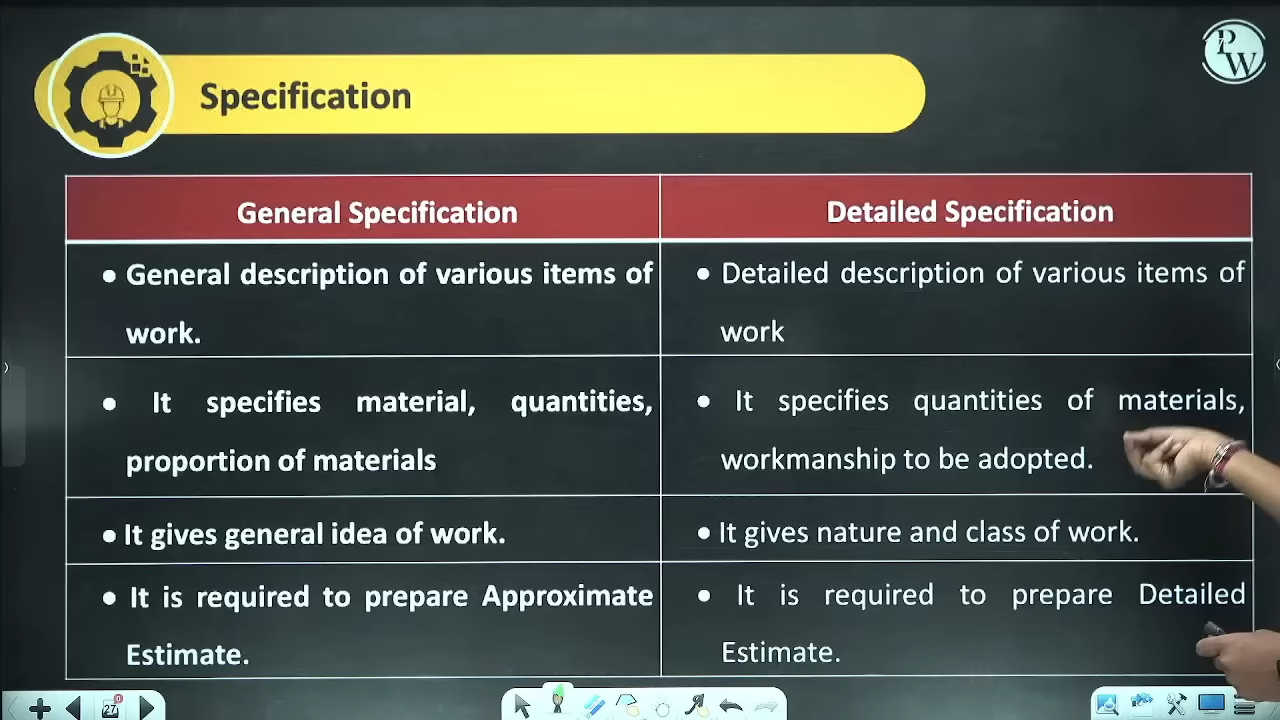 PW
Specification
General Specification
Detailed Specification
● General description of various items of
work.
● Detailed description of various items of
work
● It specifies material, quantities,
proportion of materials
● It specifies quantities of materials,
workmanship to be adopted.
● It gives general idea of work.
● It gives nature and class of work.
● It is required to prepare Approximate
Estimate.
● It is required to prepare Detailed
Estimate.
27
0